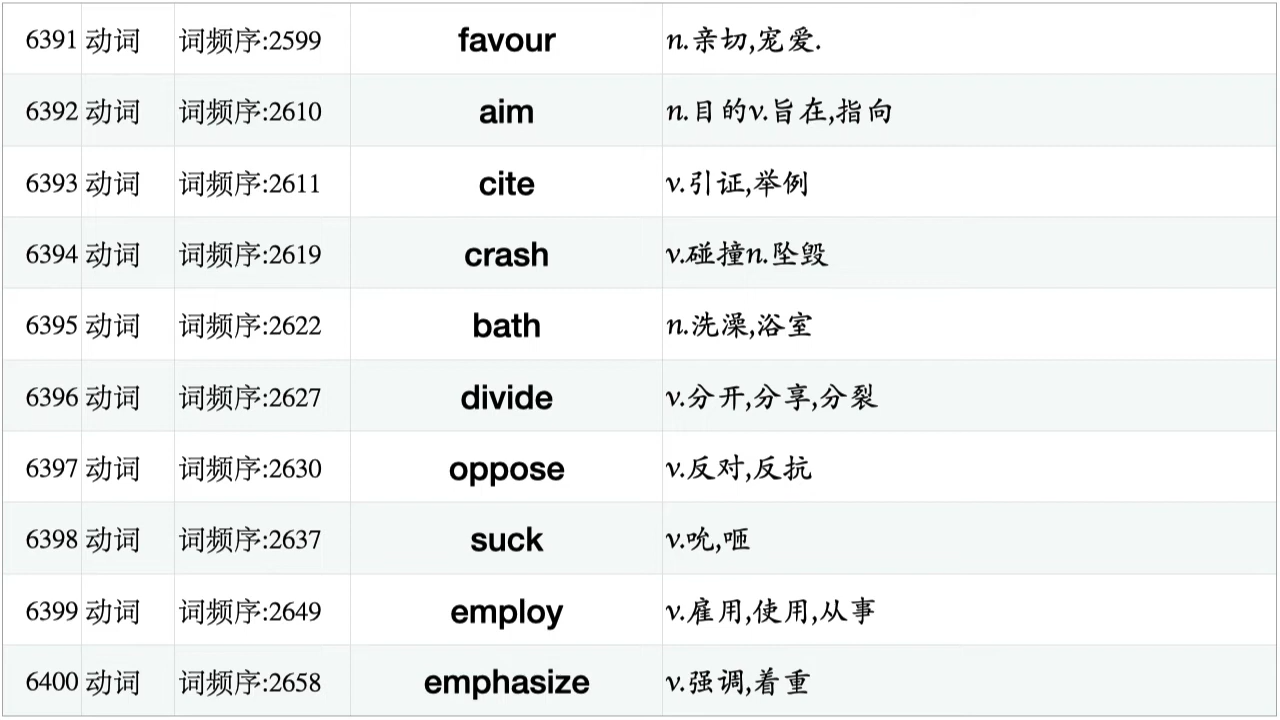 6391 动词 词频序:2599 favour n.亲切,宠爱.
6392 动词 词频序:2610 aim n.目的v.旨在,指向
6393 动词 词频序:2611 cite v.引证,举例
6394 动词 词频序:2619 crash v.碰撞n.坠毁
6395 动词 词频序:2622 bath n.洗澡,浴室
6396 动词 词频序:2627 divide v.分开,分享,分裂
6397 动词 词频序:2630 oppose v.反对,反抗
6398 动词 词频序:2637 suck v.吮,咂
6399 动词 词频序:2649 employ v.雇用,使用,从事
6400 动词 词频序:2658 emphasize v.强调,着重